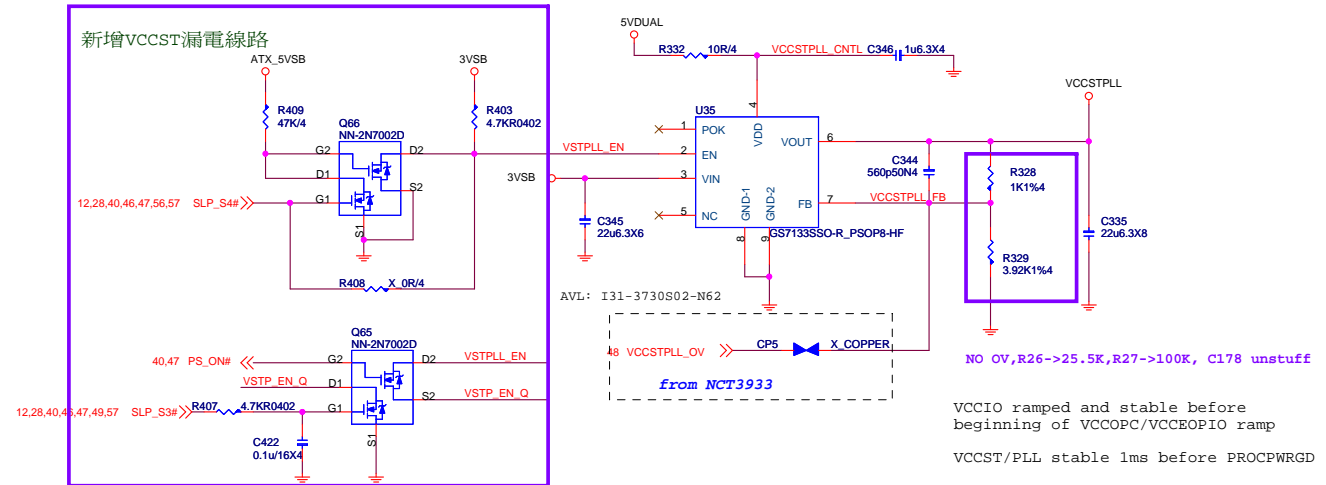 新增VCCST漏電線路
ATX_5VSB
3VSB
R409
47K/4
Q66
NN-2N7002D
R403
4.7KR0402
G2
D2
D1
S2
G1
S1
12,28,40,46,47,56,57 SLP_S4#
R408 X_0R/4
Q65
NN-2N7002D
40,47 PS_ON#
G2
D2
VSTPLL_EN
VSTP_EN_Q
D1
S2
VSTP_EN_Q
12,28,40,46,47,49,57 SLP_S3#
R407 4.7KR0402
G1
S1
C422
0.1u/16X4
5VDUAL
R332 10R/4
VCCSTPLL_CNTL
C346 1u6.3X4
VCCSTPLL
U35
VSTPLL_EN
3VSB
1 POK
2 EN
3 VIN
5 NC
4 VDD
VOUT 6
FB 7
GND-1 8
GND-2 9
GS7133SSO-R_PSOP8-HF
C345
22u6.3X6
C344
560p50N4
VCCSTPLL_FB
R328
1K1%4
R329
3.92K1%4
C335
22u6.3X8
AVL: I31-3730S02-N62
48 VCCSTPLL_OV
CP5 X_COPPER
from NCT3933
NO OV,R26->25.5K,R27->100K, C178 unstuff
VCCIO ramped and stable before
beginning of VCCOPC/VCCEOPIO ramp
VCCST/PLL stable 1ms before PROCPWRGD